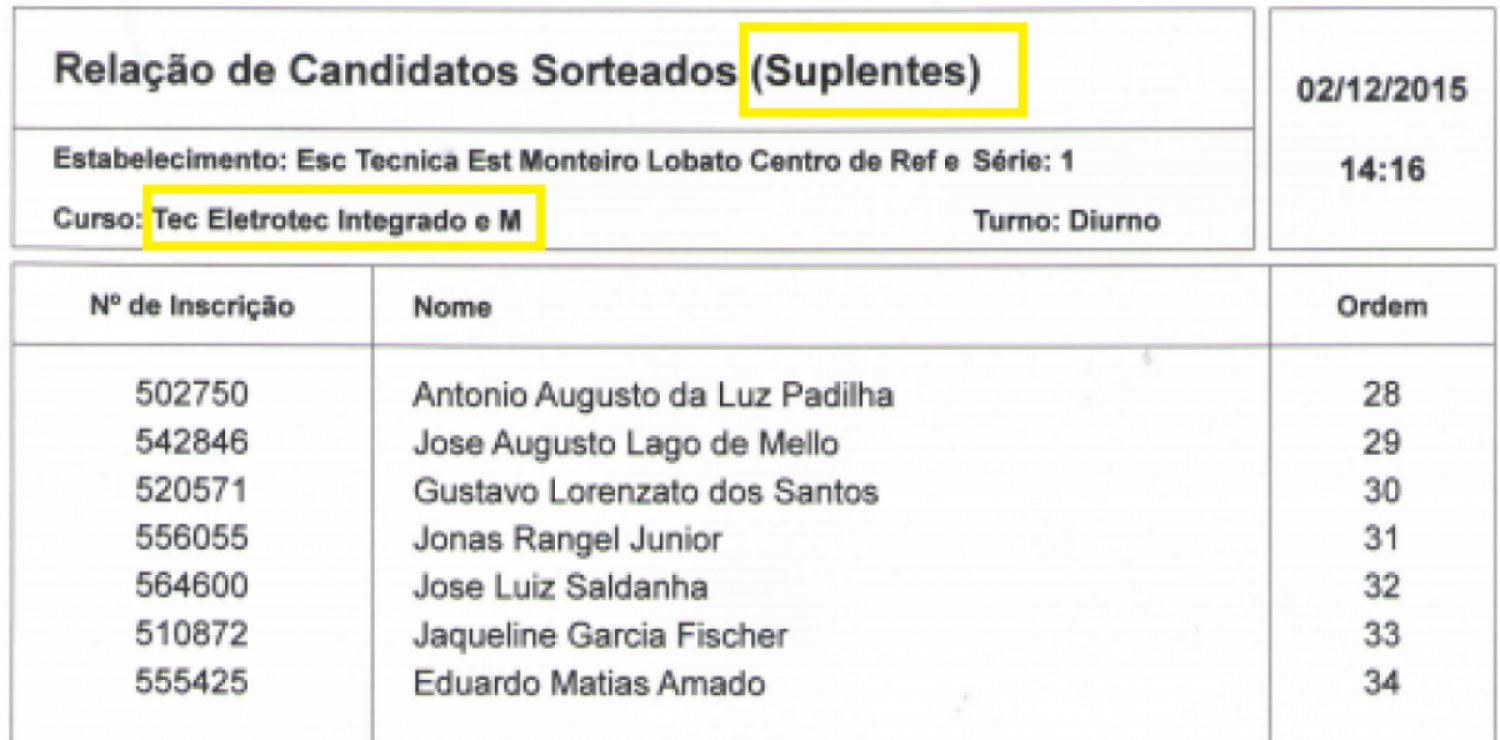 Relação de Candidatos Sorteados (Suplentes)
02/12/2015
14:16
Estabelecimento: Esc Tecnica Est Monteiro Lobato Centro de Ref e Série: 1
Curso: Tec Eletrotec Integrado e M Turno: Diurno
Nº de Inscrição Nome Ordem
502750 Antonio Augusto da Luz Padilha 28
542846 Jose Augusto Lago de Mello 29
520571 Gustavo Lorenzato dos Santos 30
556055 Jonas Rangel Junior 31
564600 Jose Luiz Saldanha 32
510872 Jaqueline Garcia Fischer 33
555425 Eduardo Matias Amado 34